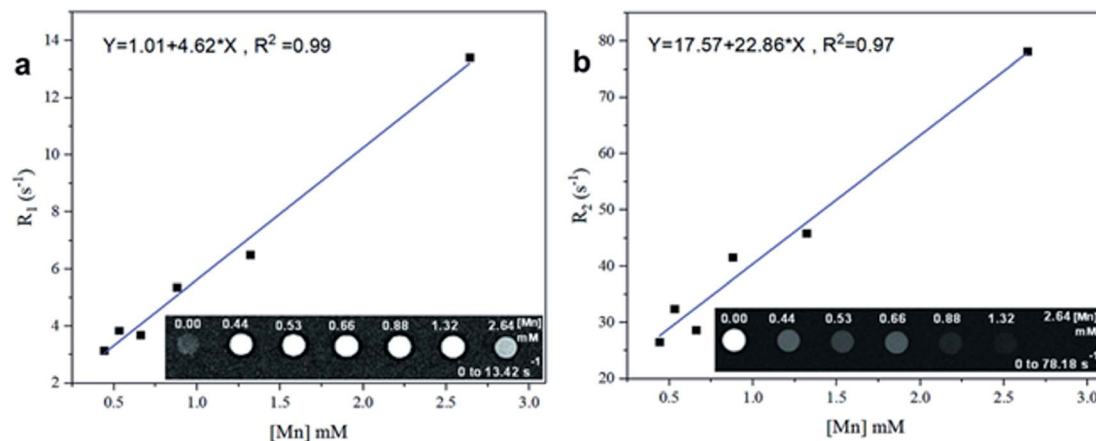 a
Y=1.01+4.62*X , R² =0.99
14
12
10
8
6
4
2
R₁ (s⁻¹)
0.00 0.44 0.53 0.66 0.88 1.32 2.64 [Mn] mM
0 to 13.42 s⁻¹
0.5 1.0 1.5 2.0 2.5 3.0
[Mn] mM
b
Y=17.57+22.86*X , R²=0.97
80
70
60
50
40
30
20
R₂ (s⁻¹)
0.00 0.44 0.53 0.66 0.88 1.32 2.64 [Mn] mM
0 to 78.18 s⁻¹
0.5 1.0 1.5 2.0 2.5 3.0
[Mn] mM